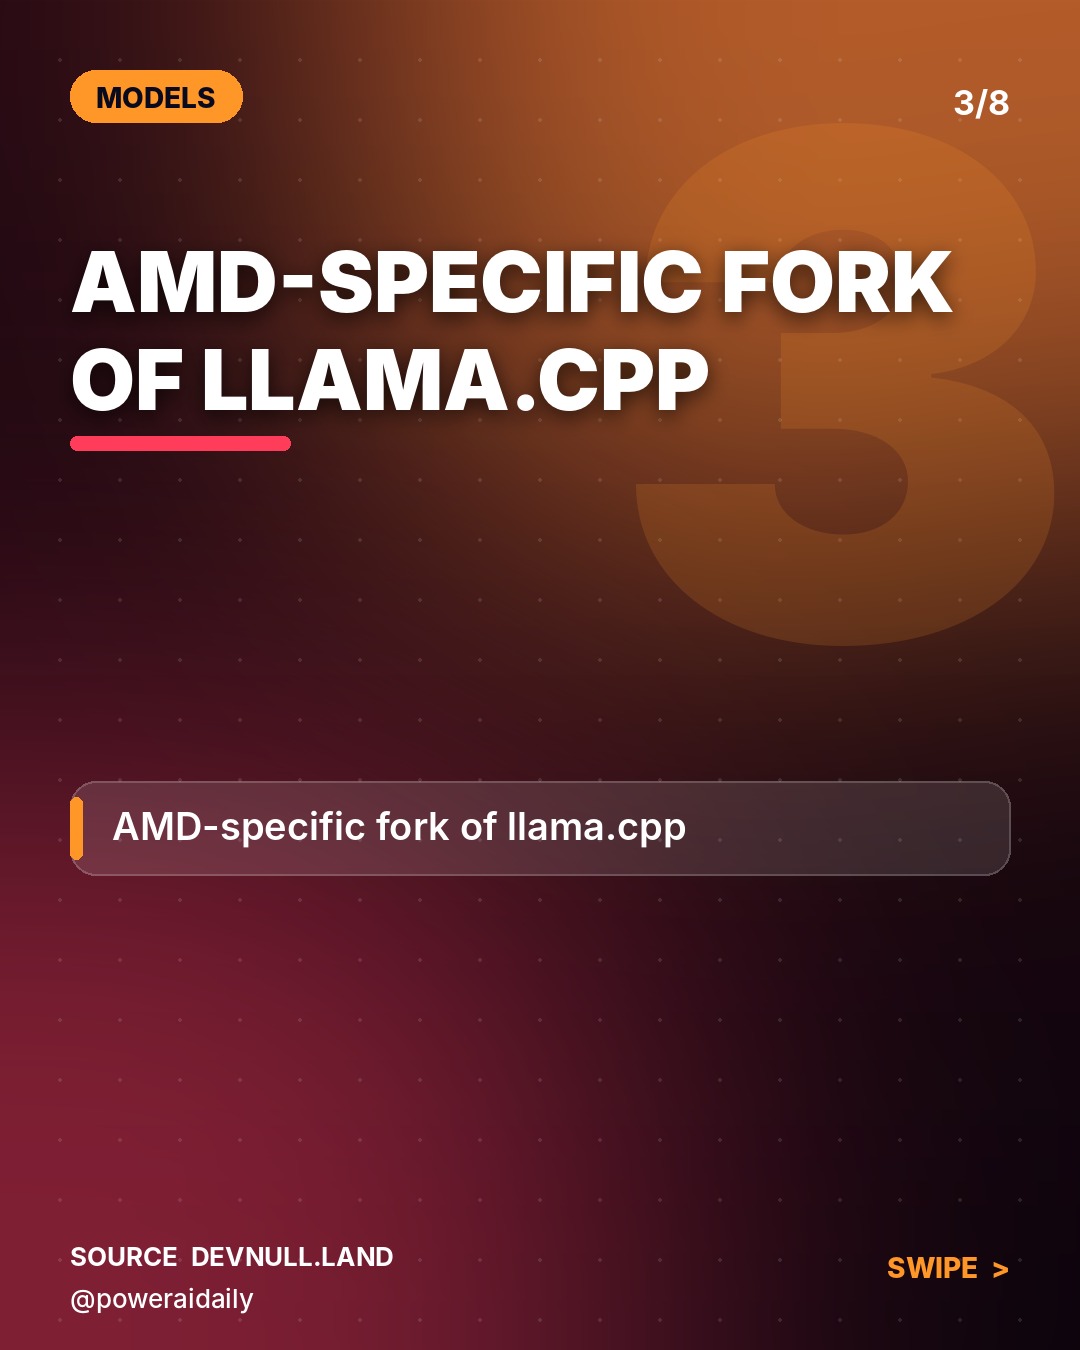 MODELS
3/8
3
AMD-SPECIFIC FORK
OF LLAMA.CPP
AMD-specific fork of llama.cpp
SOURCE DEVNULL.LAND
@poweraidaily
SWIPE >